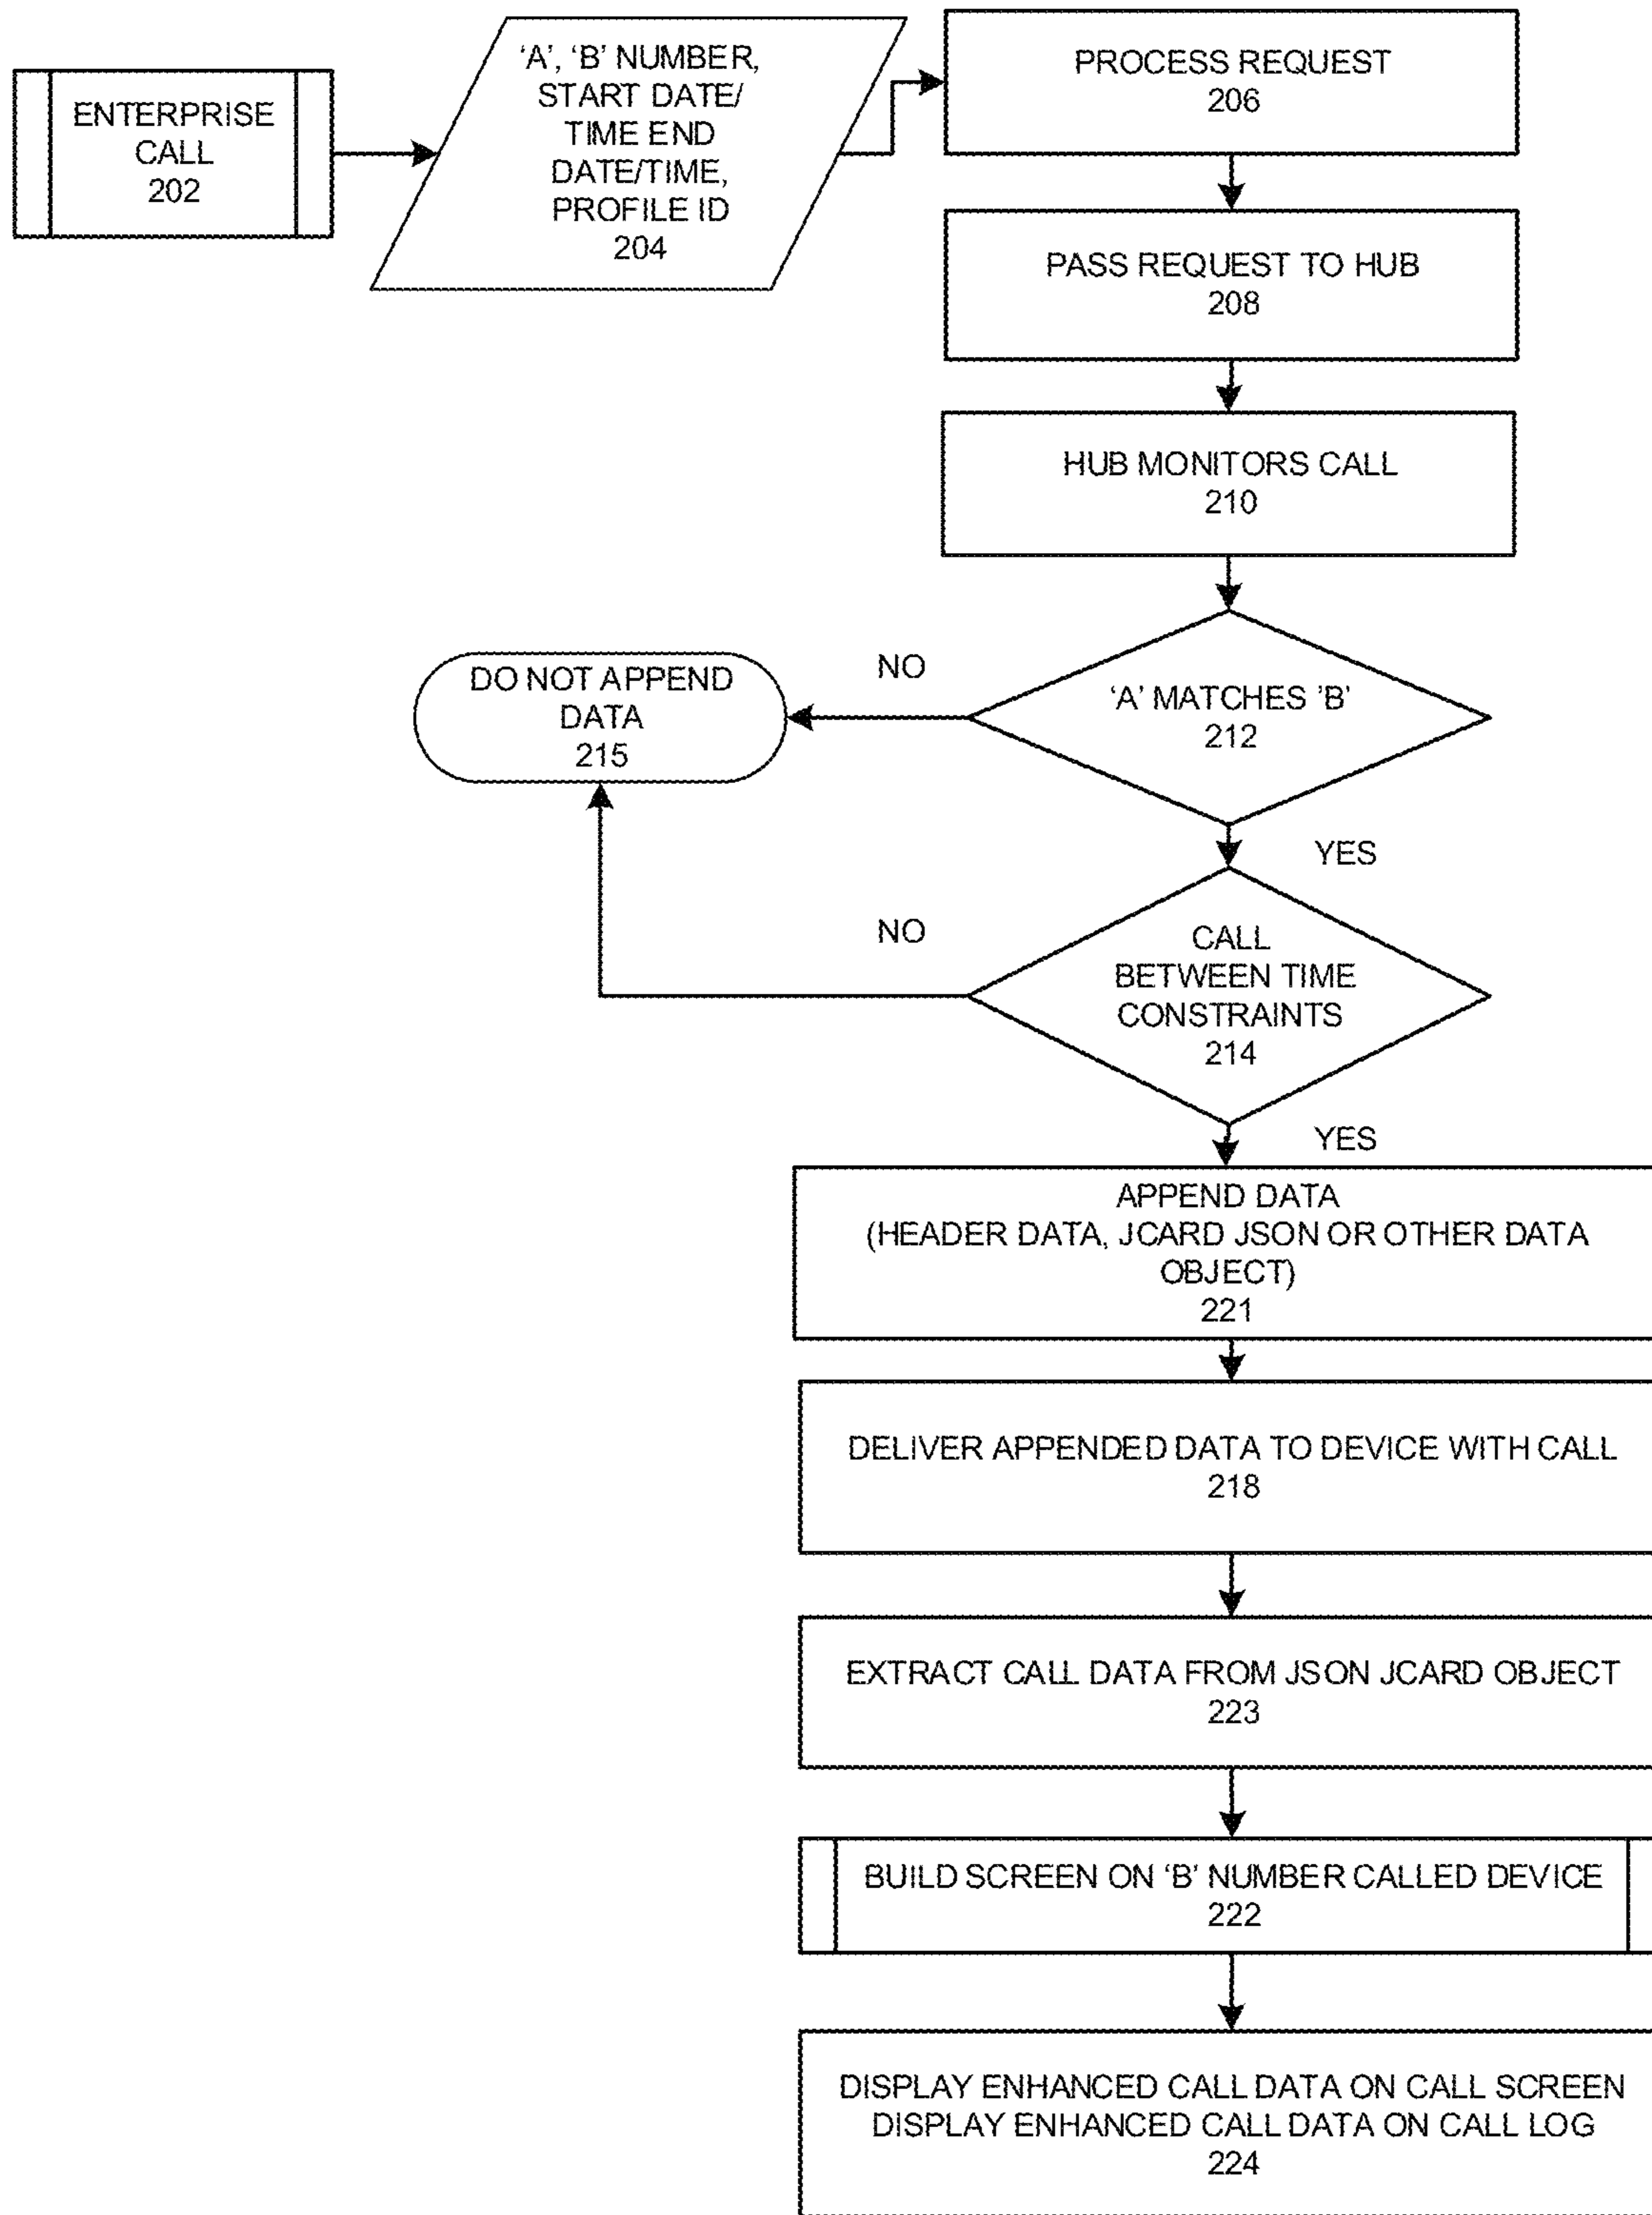 ENTERPRISE
CALL
202
‘A’, ‘B’ NUMBER,
START DATE/
TIME END
DATE/TIME,
PROFILE ID
204
PROCESS REQUEST
206
PASS REQUEST TO HUB
208
HUB MONITORS CALL
210
‘A’ MATCHES ’B’
212
NO
DO NOT APPEND
DATA
215
YES
CALL
BETWEEN TIME
CONSTRAINTS
214
NO
YES
APPEND DATA
(HEADER DATA, JCARD JSON OR OTHER DATA
OBJECT)
221
DELIVER APPENDED DATA TO DEVICE WITH CALL
218
EXTRACT CALL DATA FROM JSON JCARD OBJECT
223
BUILD SCREEN ON ‘B’ NUMBER CALLED DEVICE
222
DISPLAY ENHANCED CALL DATA ON CALL SCREEN
DISPLAY ENHANCED CALL DATA ON CALL LOG
224